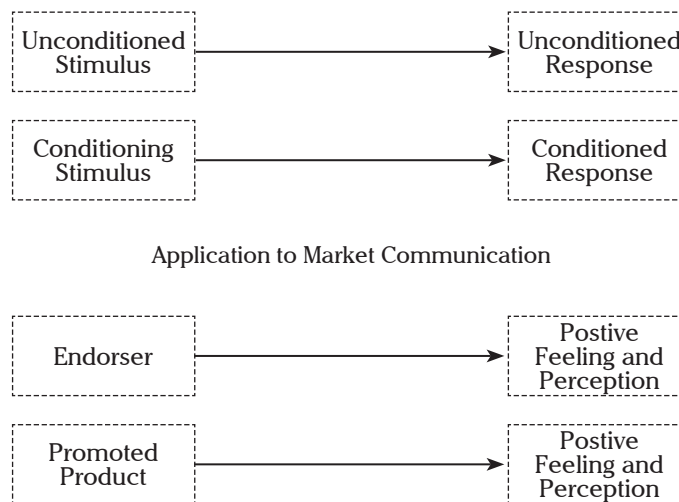 Unconditioned
Stimulus
Unconditioned
Response
Conditioning
Stimulus
Conditioned
Response
Application to Market Communication
Endorser
Postive
Feeling and
Perception
Promoted
Product
Postive
Feeling and
Perception